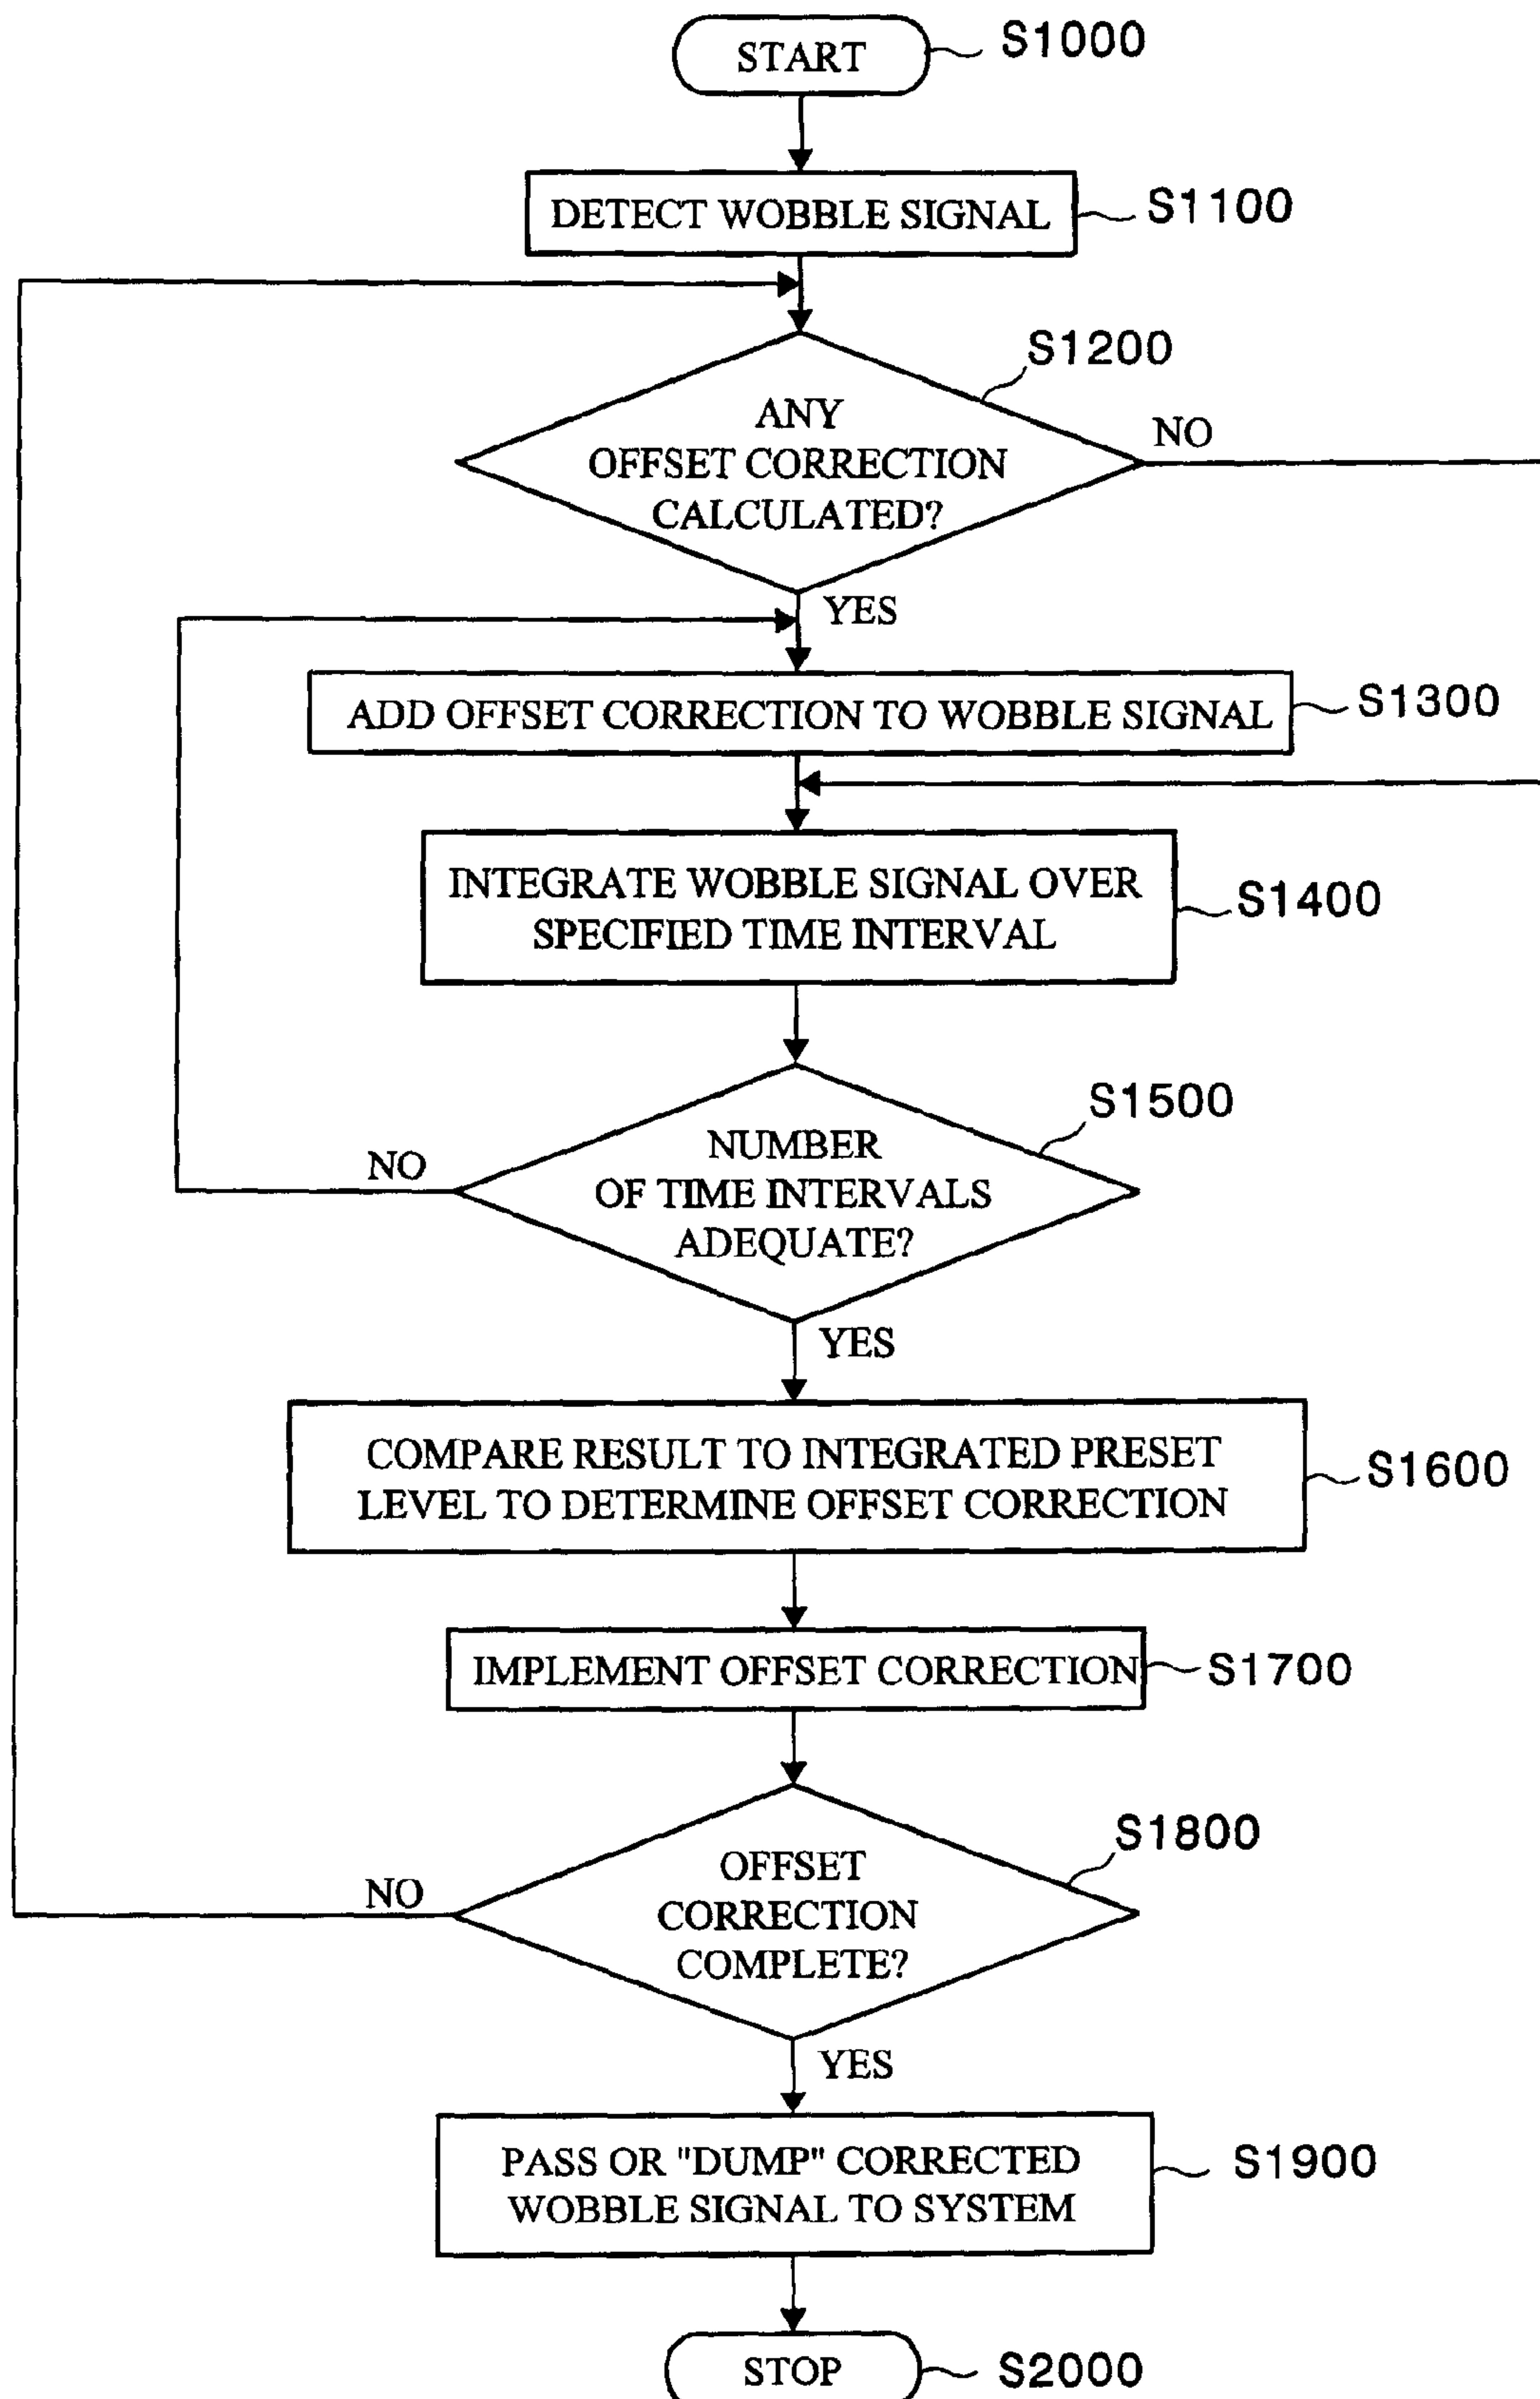 START
S1000
DETECT WOBBLE SIGNAL
S1100
S1200
ANY
OFFSET CORRECTION
CALCULATED?
NO
YES
ADD OFFSET CORRECTION TO WOBBLE SIGNAL
S1300
INTEGRATE WOBBLE SIGNAL OVER
SPECIFIED TIME INTERVAL
S1400
S1500
NUMBER
OF TIME INTERVALS
ADEQUATE?
NO
YES
COMPARE RESULT TO INTEGRATED PRESET
LEVEL TO DETERMINE OFFSET CORRECTION
S1600
IMPLEMENT OFFSET CORRECTION
S1700
S1800
OFFSET
CORRECTION
COMPLETE?
NO
YES
PASS OR "DUMP" CORRECTED
WOBBLE SIGNAL TO SYSTEM
S1900
STOP
S2000